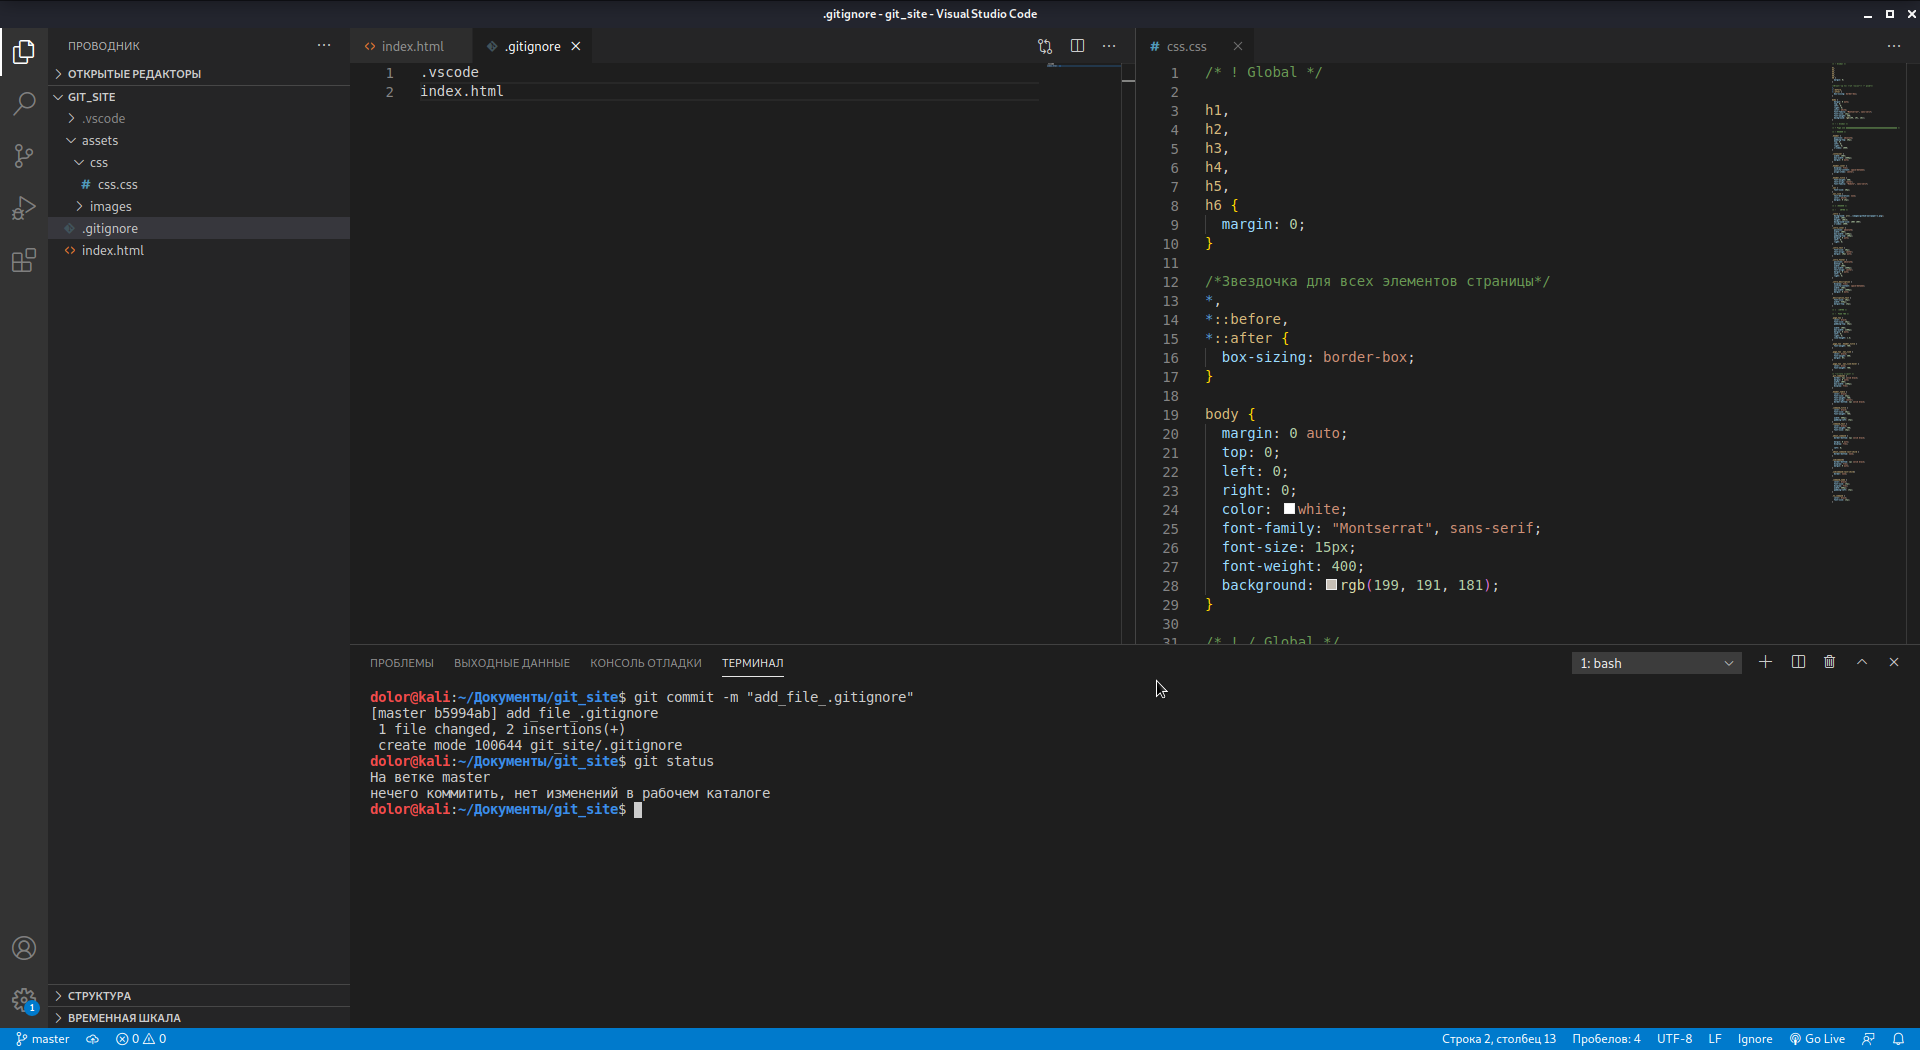 .gitignore - git_site - Visual Studio Code
ПРОВОДНИК
ОТКРЫТЫЕ РЕДАКТОРЫ
GIT_SITE
.vscode
assets
css
# css.css
images
.gitignore
<> index.html
СТРУКТУРА
ВРЕМЕННАЯ ШКАЛА
<> index.html
.gitignore
1 .vscode
2 index.html
# css.css
1 /* ! Global */
2
3 h1,
4 h2,
5 h3,
6 h4,
7 h5,
8 h6 {
9 margin: 0;
10 }
11
12 /*Звездочка для всех элементов страницы*/
13 *,
14 *::before,
15 *::after {
16 box-sizing: border-box;
17 }
18
19 body {
20 margin: 0 auto;
21 top: 0;
22 left: 0;
23 right: 0;
24 color: white;
25 font-family: "Montserrat", sans-serif;
26 font-size: 15px;
27 font-weight: 400;
28 background: rgb(199, 191, 181);
29 }
30
31 /* ! / Global */
ПРОБЛЕМЫ ВЫХОДНЫЕ ДАННЫЕ КОНСОЛЬ ОТЛАДКИ ТЕРМИНАЛ
1: bash
dolor@kali:~/Документы/git_site$ git commit -m "add_file_.gitignore"
[master b5994ab] add_file_.gitignore
1 file changed, 2 insertions(+)
create mode 100644 git_site/.gitignore
dolor@kali:~/Документы/git_site$ git status
На ветке master
нечего коммитить, нет изменений в рабочем каталоге
dolor@kali:~/Документы/git_site$
1
master 0 0
Строка 2, столбец 13 Пробелов: 4 UTF-8 LF Ignore Go Live